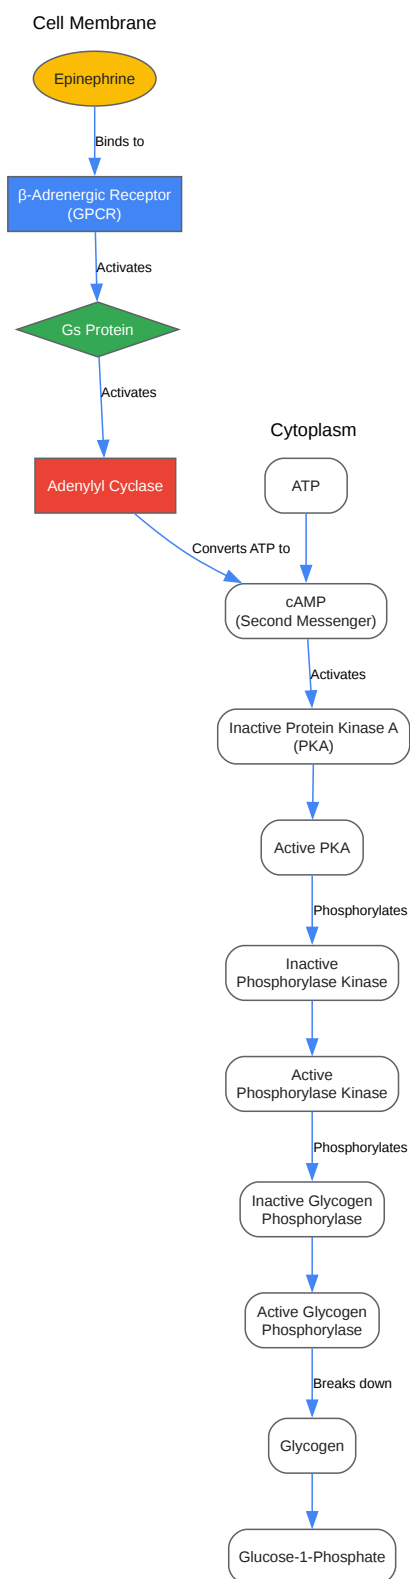 Cell Membrane
Epinephrine
Binds to
β-Adrenergic Receptor
(GPCR)
Activates
Gs Protein
Activates
Cytoplasm
Adenylyl Cyclase
ATP
Converts ATP to
cAMP
(Second Messenger)
Activates
Inactive Protein Kinase A
(PKA)
Active PKA
Phosphorylates
Inactive
Phosphorylase Kinase
Active
Phosphorylase Kinase
Phosphorylates
Inactive Glycogen
Phosphorylase
Active Glycogen
Phosphorylase
Breaks down
Glycogen
Glucose-1-Phosphate